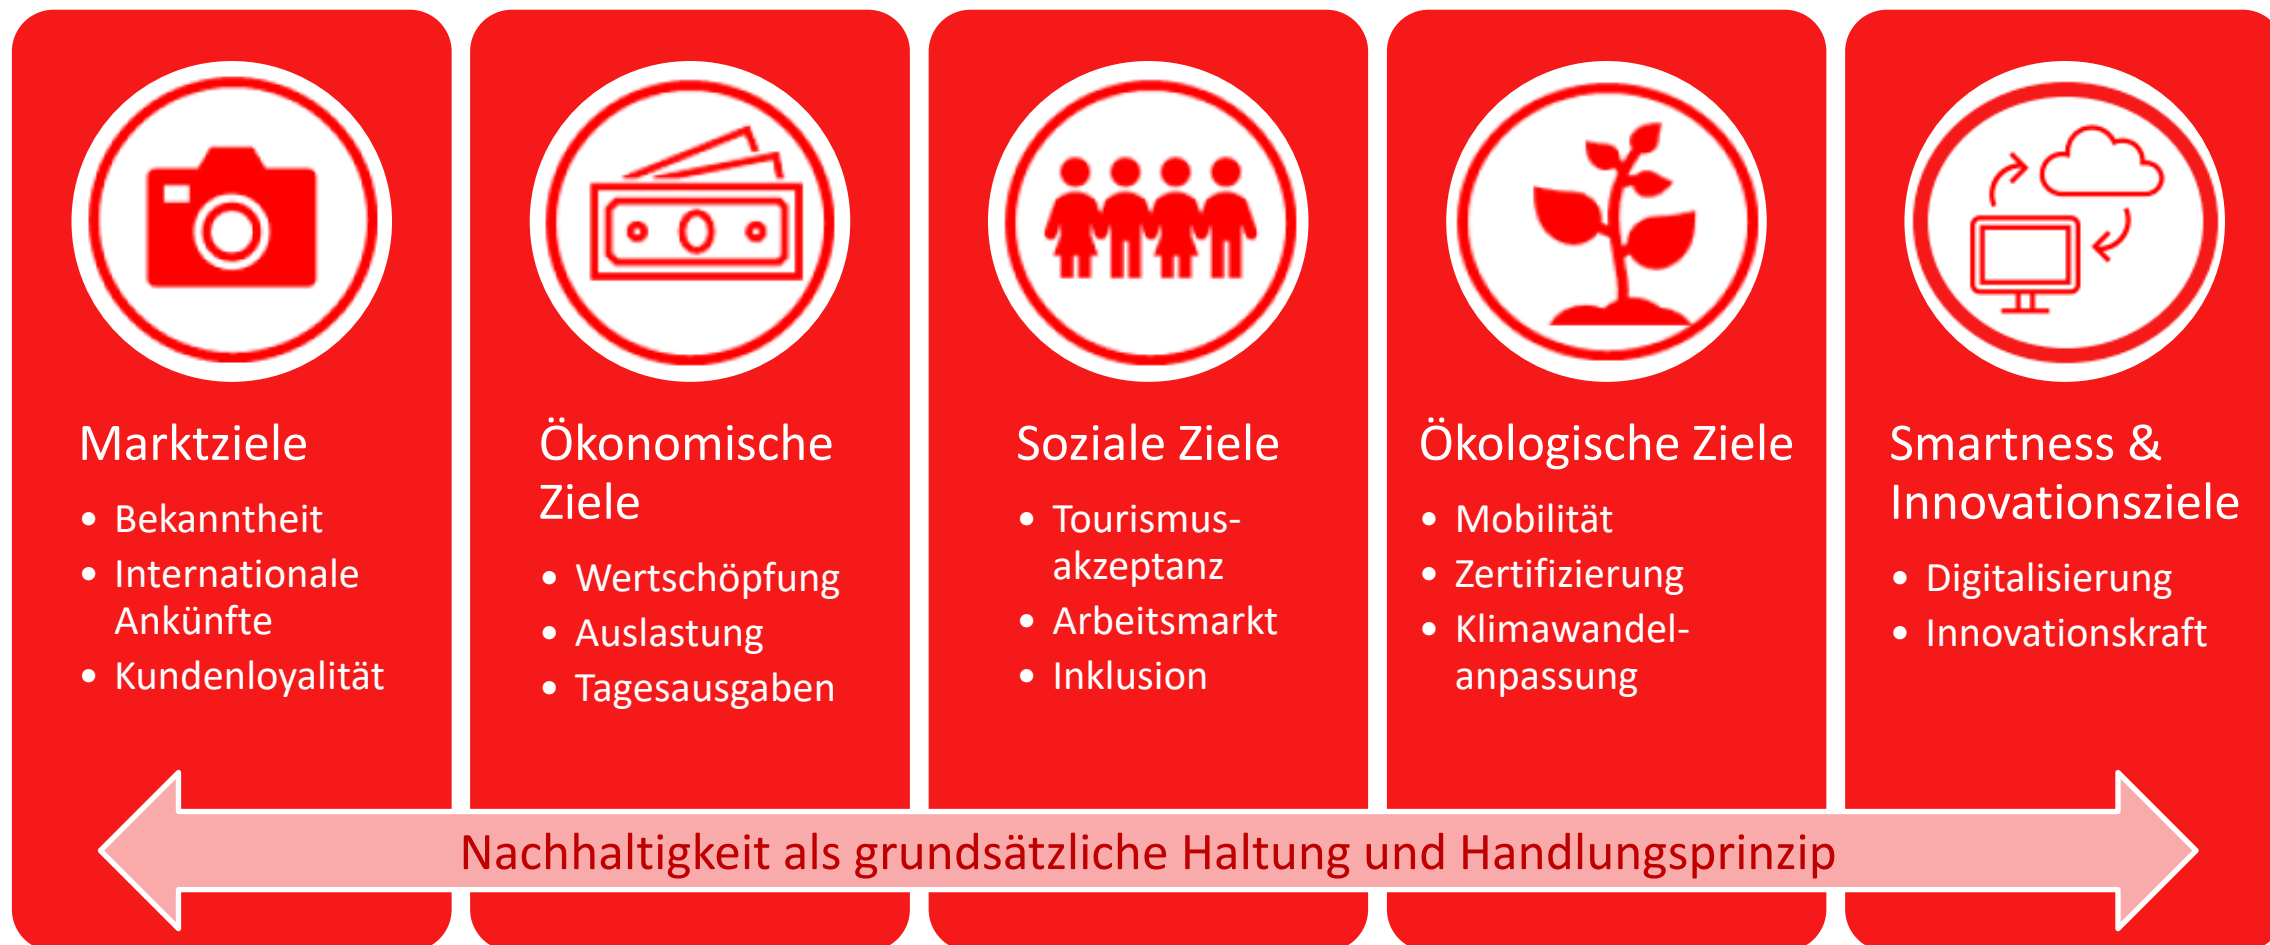 Marktziele
• Bekanntheit
• Internationale
Ankünfte
• Kundenloyalität
Ökonomische
Ziele
• Wertschöpfung
• Auslastung
• Tagesausgaben
Soziale Ziele
• Tourismus-
akzeptanz
• Arbeitsmarkt
• Inklusion
Ökologische Ziele
• Mobilität
• Zertifizierung
• Klimawandel-
anpassung
Smartness &
Innovationsziele
• Digitalisierung
• Innovationskraft
Nachhaltigkeit als grundsätzliche Haltung und Handlungsprinzip